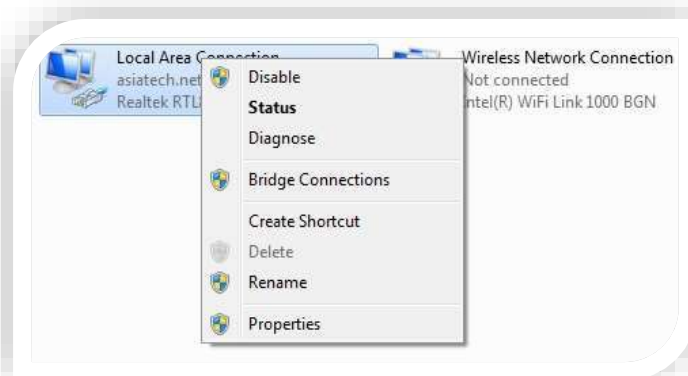 Local Area Connection
asiatech.net
Realtek
Wireless Network Connection
Not connected
Intel(R) WiFi Link 1000 BGN
Disable
Status
Diagnose
Bridge Connections
Create Shortcut
Delete
Rename
Properties